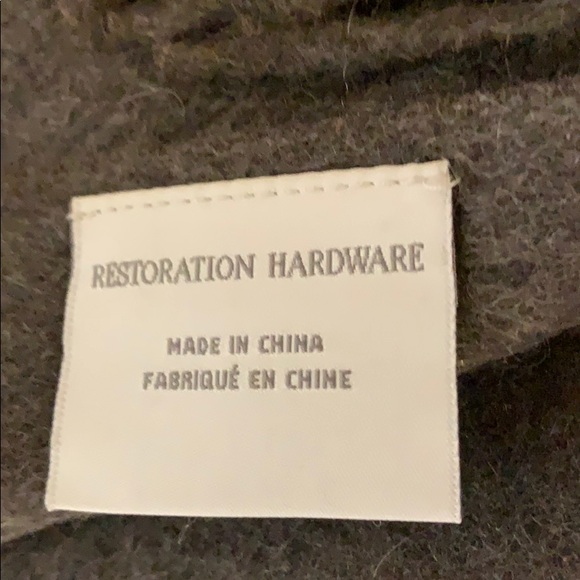 RESTORATION HARDWARE
MADE IN CHINA
FABRIQUÉ EN CHINE